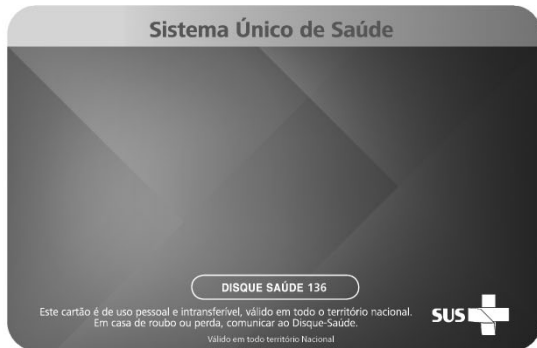 Sistema Único de Saúde
DISQUE SAÚDE 136
Este cartão é de uso pessoal e intransferível, válido em todo o território nacional.
Em casa de roubo ou perda, comunicar ao Disque-Saúde.
SUS
Válido em todo território Nacional